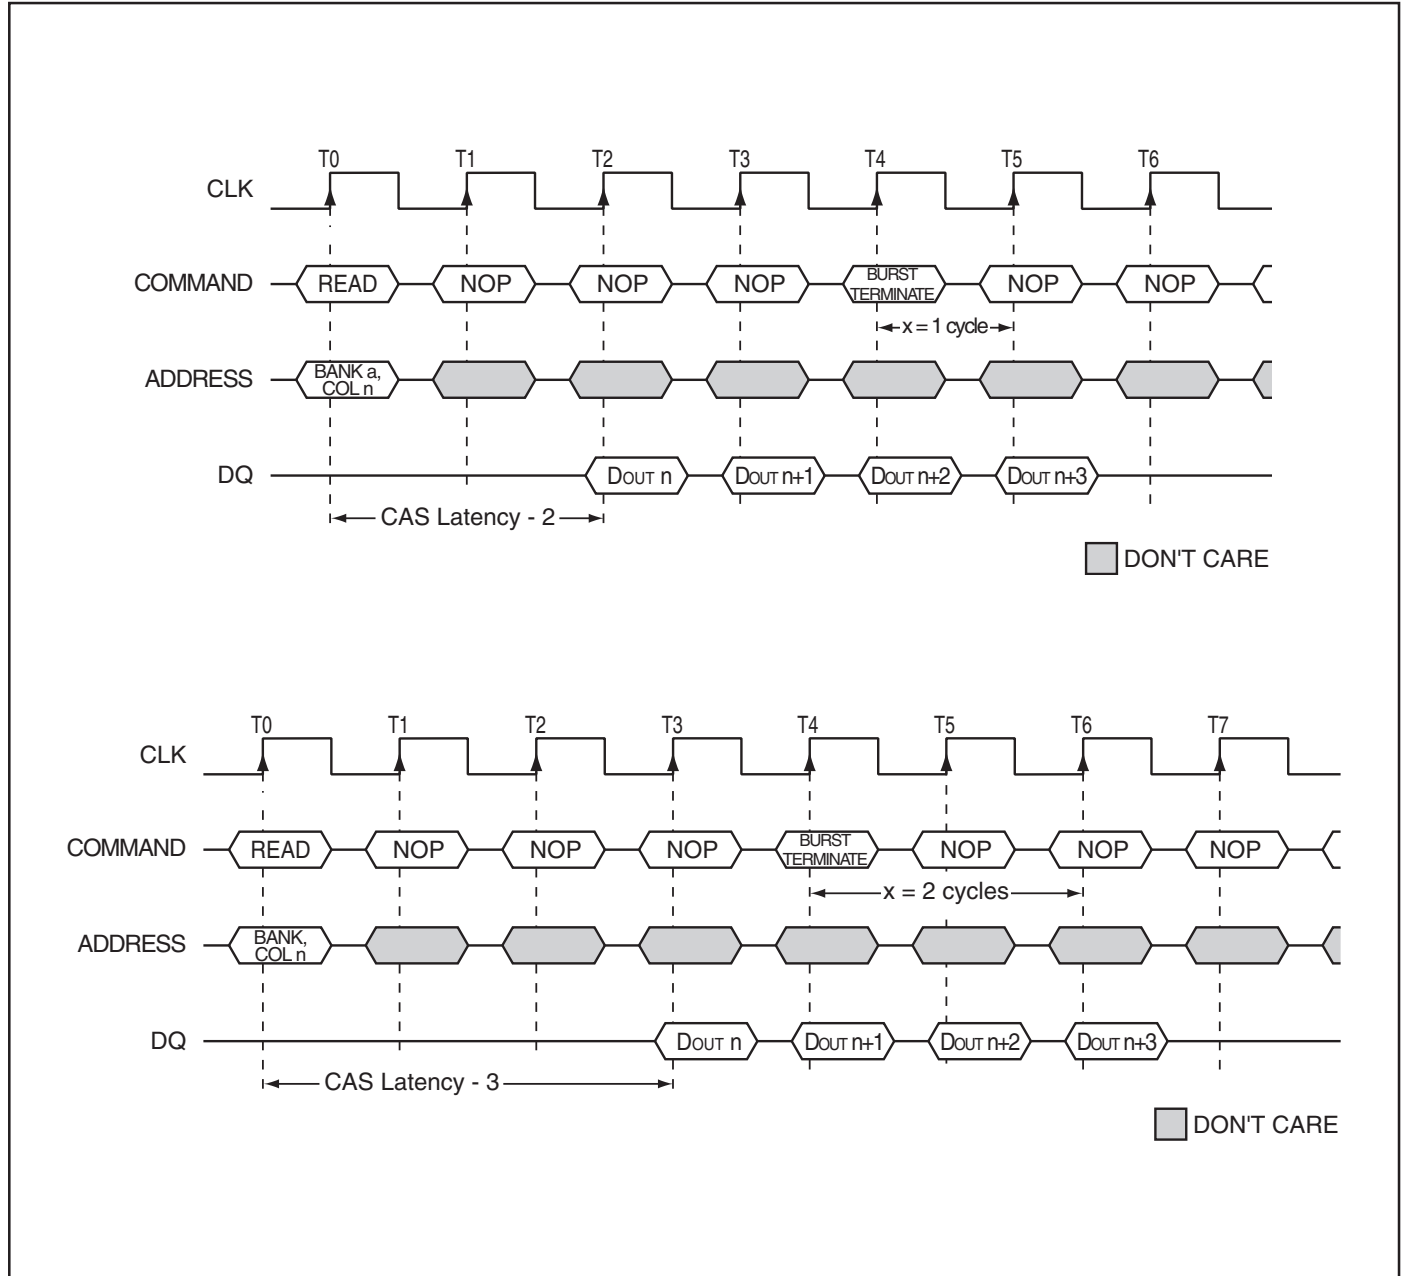 T0 T1 T2 T3 T4 T5 T6
CLK
COMMAND READ NOP NOP NOP BURST TERMINATE NOP NOP
x = 1 cycle
ADDRESS BANK a, COL n
DQ DOUT n DOUT n+1 DOUT n+2 DOUT n+3
CAS Latency - 2
DON'T CARE
T0 T1 T2 T3 T4 T5 T6 T7
CLK
COMMAND READ NOP NOP NOP BURST TERMINATE NOP NOP NOP
x = 2 cycles
ADDRESS BANK, COL n
DQ DOUT n DOUT n+1 DOUT n+2 DOUT n+3
CAS Latency - 3
DON'T CARE